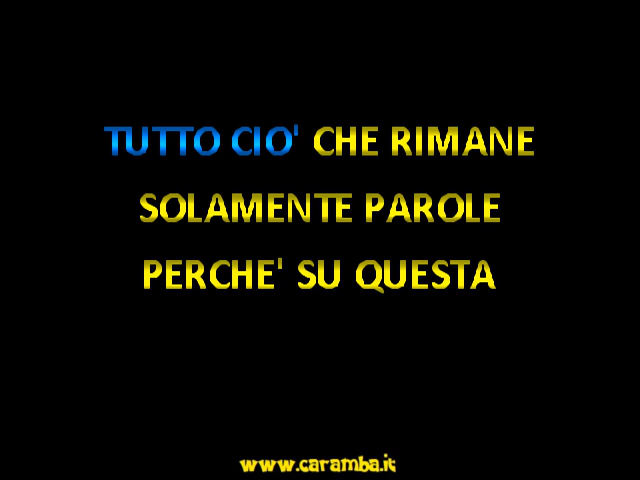 TUTTO CIO' CHE RIMANE
SOLAMENTE PAROLE
PERCHE' SU QUESTA
www.caramba.it